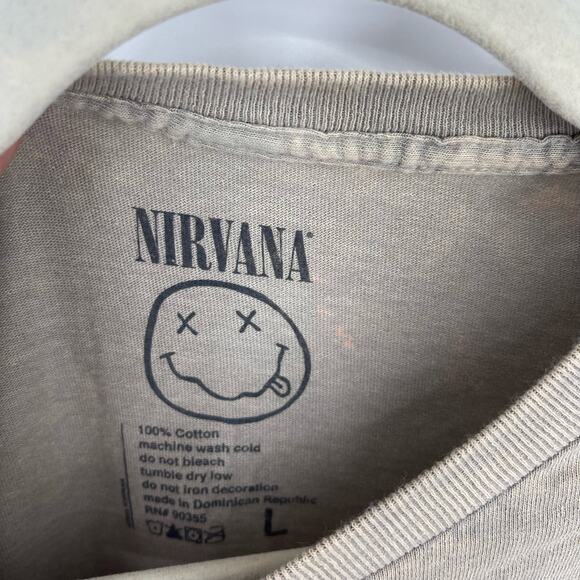 NIRVANA
100% Cotton
machine wash cold
do not bleach
tumble dry low
do not iron decoration
made in Dominican Republic
RN# 90355
L